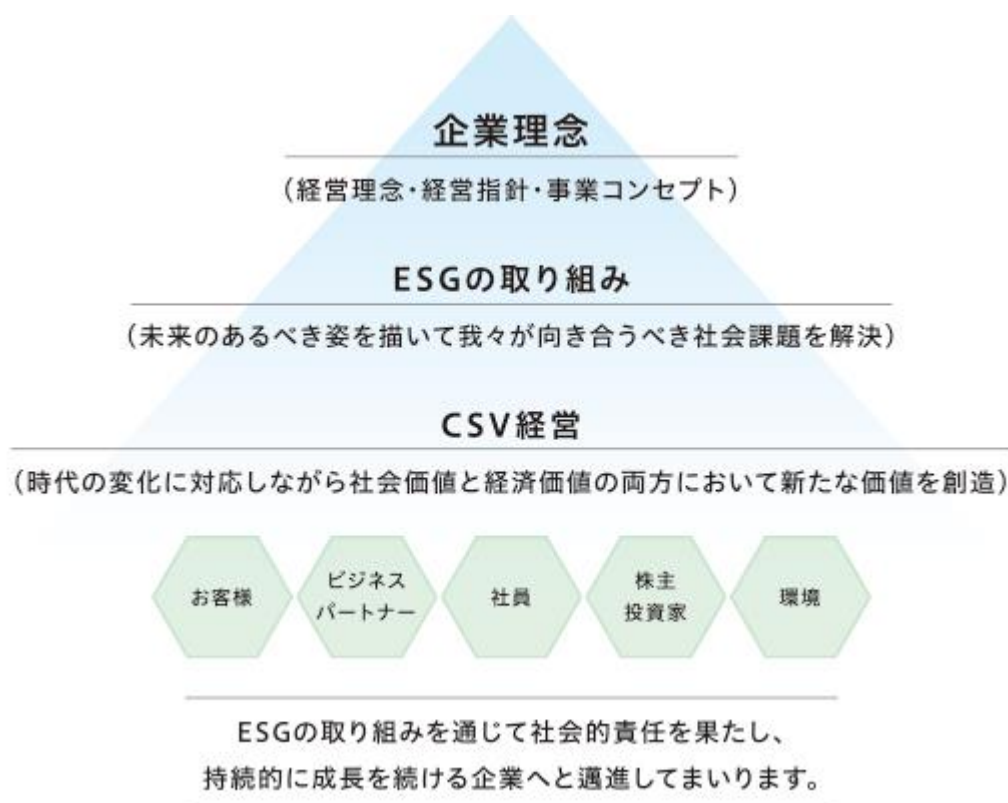 企業理念
（経営理念・経営指針・事業コンセプト）
ESGの取り組み
（未来のあるべき姿を描いて我々が向き合うべき社会課題を解決）
CSV経営
（時代の変化に対応しながら社会価値と経済価値の両方において新たな価値を創造）
お客様
ビジネス
パートナー
社員
株主
投資家
環境
ESGの取り組みを通じて社会的責任を果たし、
持続的に成長を続ける企業へと邁進してまいります。